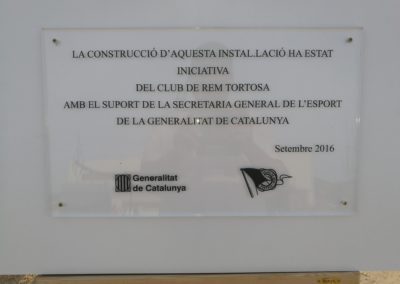 LA CONSTRUCCIÓ D'AQUESTA INSTAL.LACIÓ HA ESTAT
INICIATIVA
DEL CLUB DE REM TORTOSA
AMB EL SUPORT DE LA SECRETARIA GENERAL DE L'ESPORT
DE LA GENERALITAT DE CATALUNYA
Setembre 2016
Generalitat
de Catalunya